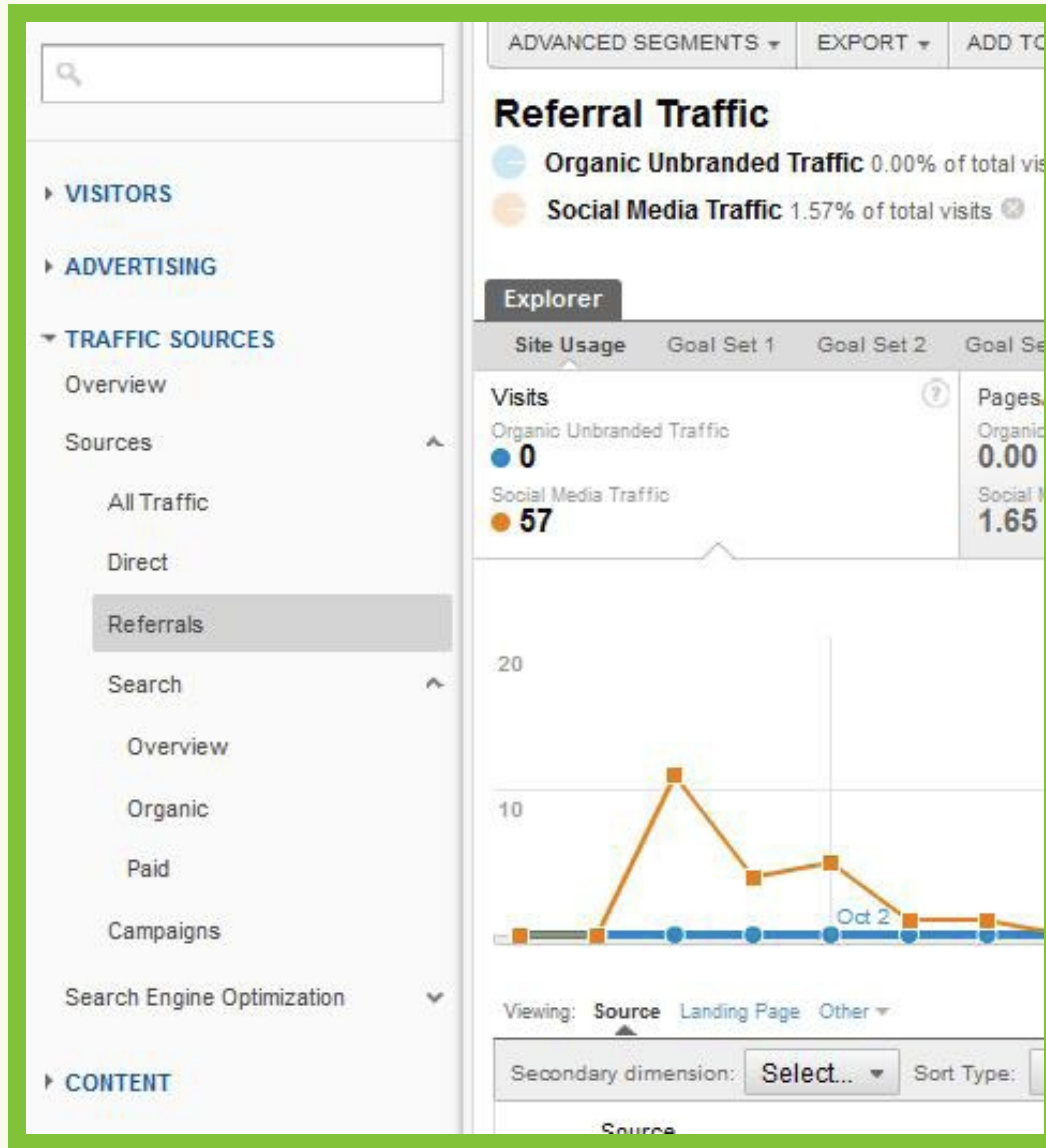 VISITORS
ADVERTISING
TRAFFIC SOURCES
Overview
Sources
All Traffic
Direct
Referrals
Search
Overview
Organic
Paid
Campaigns
Search Engine Optimization
CONTENT
ADVANCED SEGMENTS EXPORT ADD TO
Referral Traffic
Organic Unbranded Traffic 0.00% of total vis
Social Media Traffic 1.57% of total visits
Explorer
Site Usage Goal Set 1 Goal Set 2 Goal Se
Visits ? Pages/
Organic Unbranded Traffic Organic
0 0.00
Social Media Traffic Social M
57 1.65
20
10
Oct 2
Viewing: Source Landing Page Other
Secondary dimension: Select... Sort Type:
Source